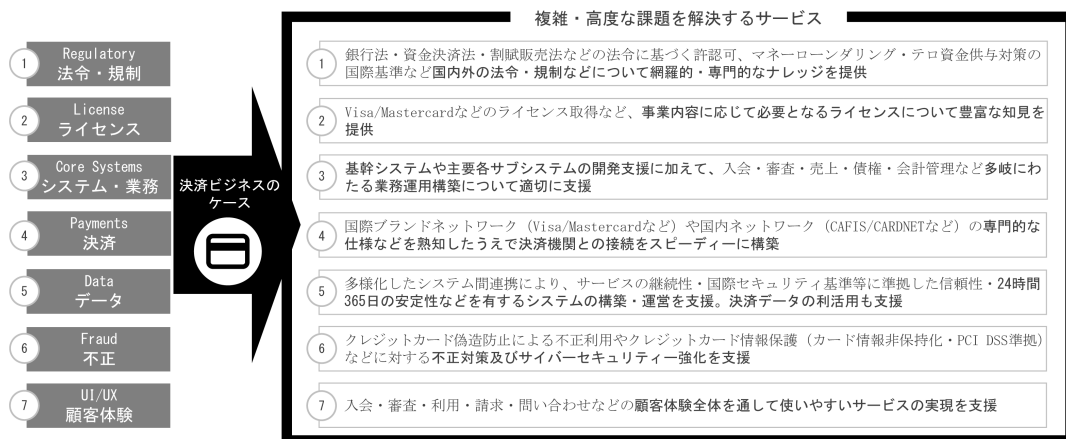 複雑・高度な課題を解決するサービス
1
Regulatory
法令・規制
2
License
ライセンス
3
Core Systems
システム・業務
4
Payments
決済
5
Data
データ
6
Fraud
不正
7
UI/UX
顧客体験
決済ビジネスの
ケース
1
銀行法・資金決済法・割賦販売法などの法令に基づく許認可、マネーローンダリング・テロ資金供与対策の
国際基準など国内外の法令・規制などについて網羅的・専門的なナレッジを提供
2
Visa/Mastercardなどのライセンス取得など、事業内容に応じて必要となるライセンスについて豊富な知見を
提供
3
基幹システムや主要各サブシステムの開発支援に加えて、入会・審査・売上・債権・会計管理など多岐にわ
たる業務運用構築について適切に支援
4
国際ブランドネットワーク（Visa/Mastercardなど）や国内ネットワーク（CAFIS/CARDNETなど）の専門的な
仕様などを熟知したうえで決済機関との接続をスピーディーに構築
5
多様化したシステム間連携により、サービスの継続性・国際セキュリティ基準等に準拠した信頼性・24時間
365日の安定性などを有するシステムの構築・運営を支援。決済データの利活用も支援
6
クレジットカード偽造防止による不正利用やクレジットカード情報保護（カード情報非保持化・PCI DSS準拠）
などに対する不正対策及びサイバーセキュリティー強化を支援
7
入会・審査・利用・請求・問い合わせなどの顧客体験全体を通して使いやすいサービスの実現を支援